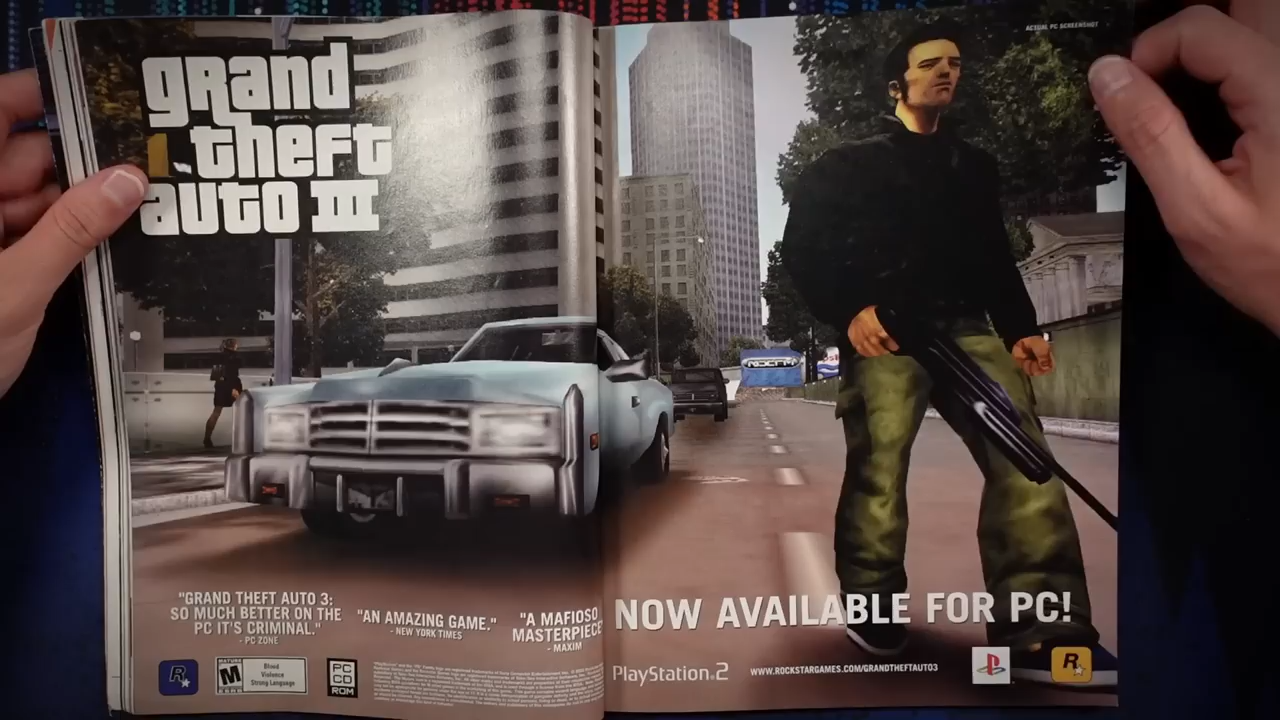 ACTUAL PC SCREENSHOT
grand
theft
auto III
"GRAND THEFT AUTO 3:
SO MUCH BETTER ON THE
PC IT'S CRIMINAL."
- PC ZONE
"AN AMAZING GAME."
- NEW YORK TIMES
"A MAFIOSO
MASTERPIECE"
- MAXIM
NOW AVAILABLE FOR PC!
R
MATURE
M
Blood
Violence
Strong Language
PC
CD
ROM
PlayStation.2
WWW.ROCKSTARGAMES.COM/GRANDTHEFTAUTO3
R